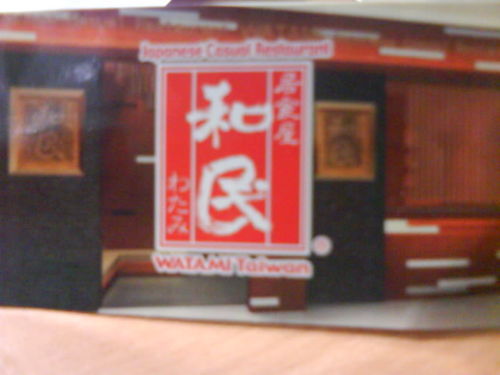 Japanese Casual Restaurant
居食屋
和民
わたみ
WATAMI Taiwan